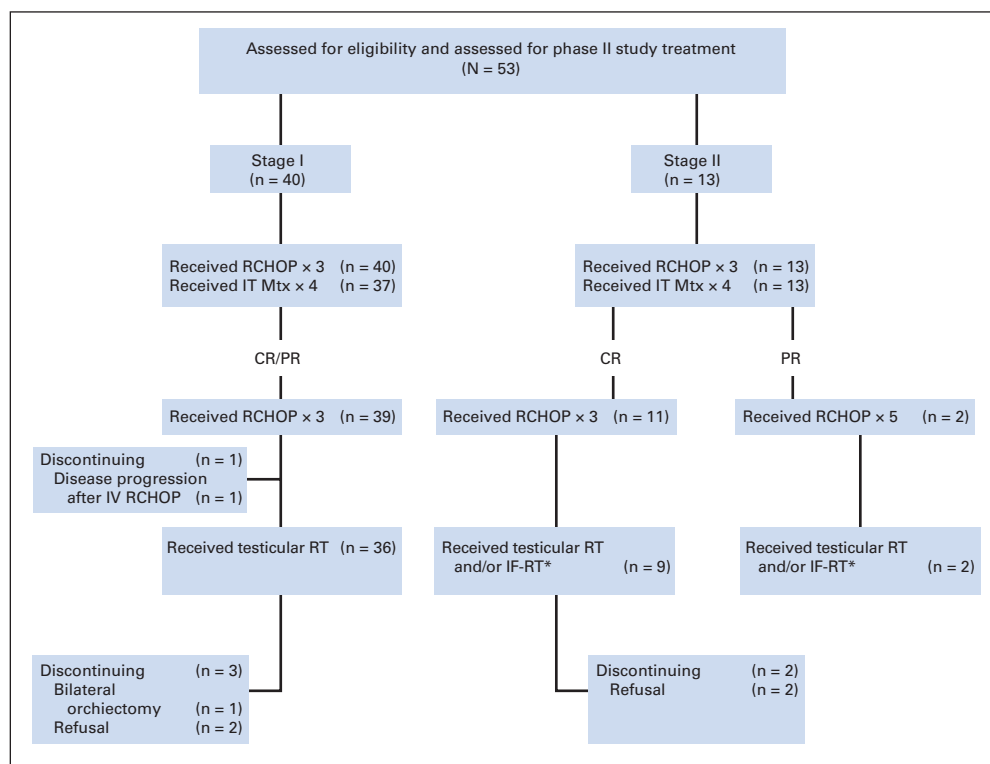 Assessed for eligibility and assessed for phase II study treatment
(N = 53)
Stage I
(n = 40)
Stage II
(n = 13)
Received RCHOP × 3 (n = 40)
Received IT Mtx × 4 (n = 37)
Received RCHOP × 3 (n = 13)
Received IT Mtx × 4 (n = 13)
CR/PR
CR
PR
Received RCHOP × 3 (n = 39)
Received RCHOP × 3 (n = 11)
Received RCHOP × 5 (n = 2)
Discontinuing (n = 1)
Disease progression
after IV RCHOP (n = 1)
Received testicular RT (n = 36)
Received testicular RT
and/or IF-RT* (n = 9)
Received testicular RT
and/or IF-RT* (n = 2)
Discontinuing (n = 3)
Bilateral
orchiectomy (n = 1)
Refusal (n = 2)
Discontinuing (n = 2)
Refusal (n = 2)